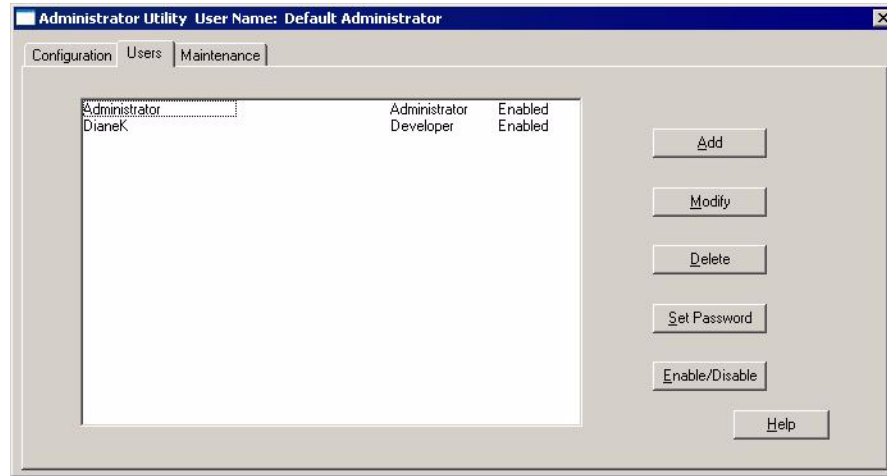 Administrator Utility User Name: Default Administrator
Configuration Users Maintenance
Administrator Administrator Enabled
DianeK Developer Enabled
Add
Modify
Delete
Set Password
Enable/Disable
Help